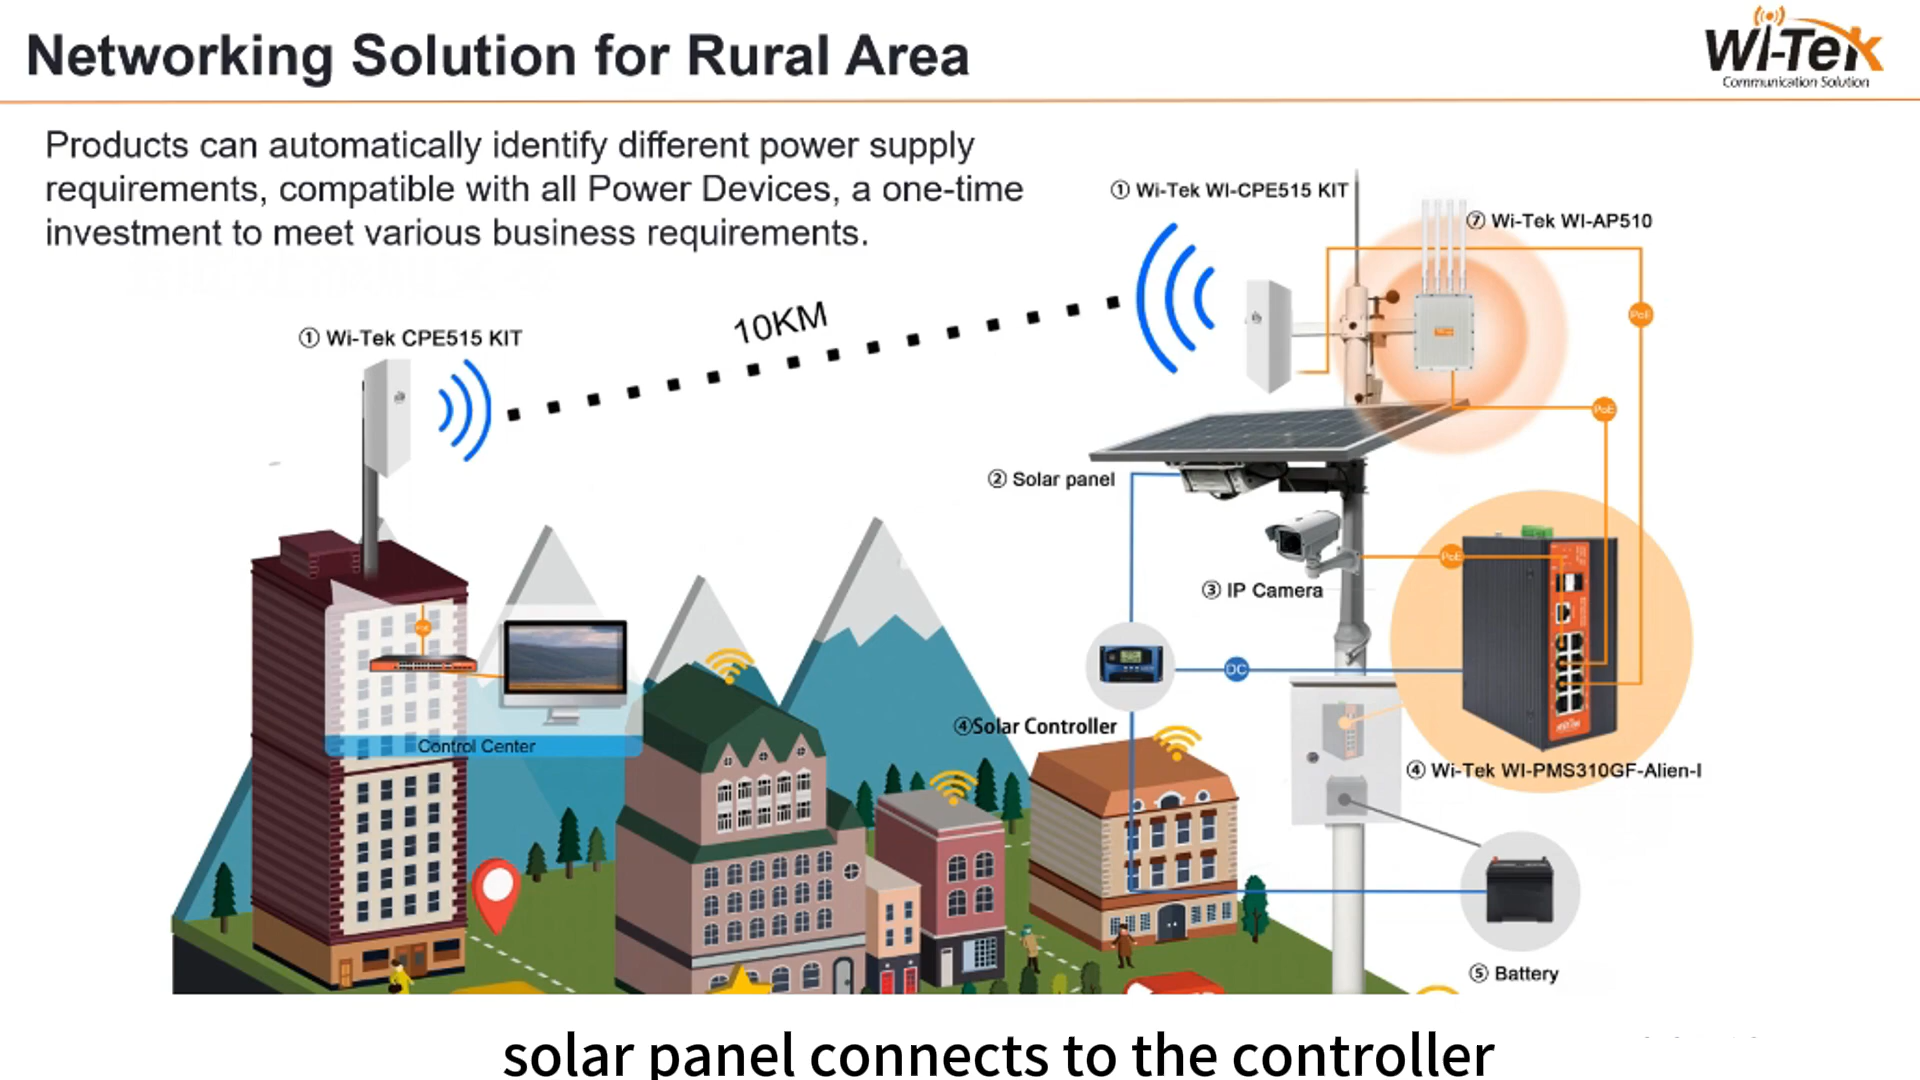 Networking Solution for Rural Area
Wi-Tek
Communication Solution
Products can automatically identify different power supply
requirements, compatible with all Power Devices, a one-time
investment to meet various business requirements.
① Wi-Tek WI-CPE515 KIT
⑦ Wi-Tek WI-AP510
PoE
10KM
① Wi-Tek CPE515 KIT
PoE
② Solar panel
PoE
③ IP Camera
PoE
DC
④Solar Controller
Control Center
④ Wi-Tek WI-PMS310GF-Alien-I
⑤ Battery
solar panel connects to the controller